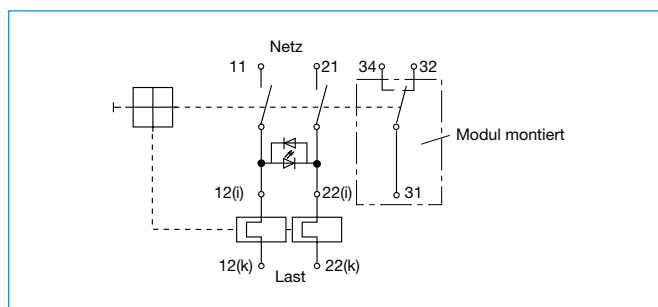 Netz
11 21 34 32
Modul montiert
12(i) 22(i) 31
12(k) 22(k)
Last